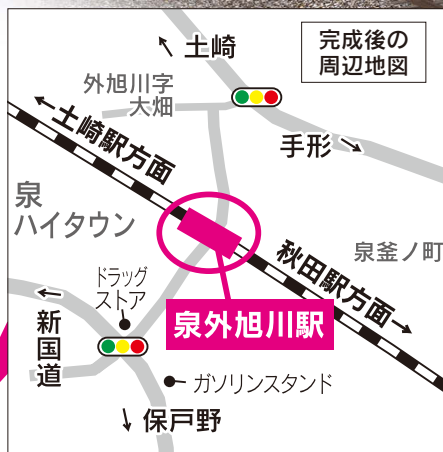 完成後の
周辺地図
↖土崎
外旭川字
大畑
手形→
←土崎駅方面
泉
ハイタウン
秋田駅方面→
泉釜ノ町
ドラッグ
ストア
泉外旭川駅
←新国道
ガソリンスタンド
↓保戸野